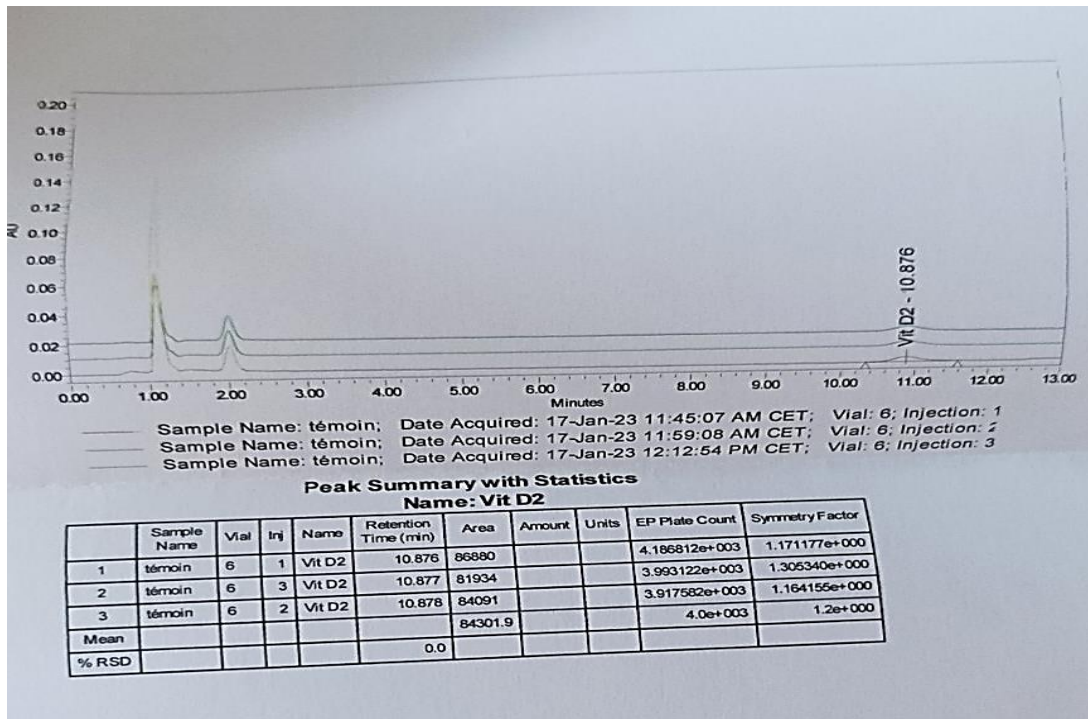 0.20
0.18
0.16
0.14
0.12
0.10
0.08
0.06
0.04
0.02
0.00
AU
Vit D2 - 10.876
0.00 1.00 2.00 3.00 4.00 5.00 6.00 7.00 8.00 9.00 10.00 11.00 12.00 13.00
Minutes
Sample Name: témoin; Date Acquired: 17-Jan-23 11:45:07 AM CET; Vial: 6; Injection: 1
Sample Name: témoin; Date Acquired: 17-Jan-23 11:59:08 AM CET; Vial: 6; Injection: 2
Sample Name: témoin; Date Acquired: 17-Jan-23 12:12:54 PM CET; Vial: 6; Injection: 3
Peak Summary with Statistics
Name: Vit D2
Sample Name Vial Inj Name Retention Time (min) Area Amount Units EP Plate Count Symmetry Factor
1 témoin 6 1 Vit D2 10.876 86880 4.186812e+003 1.171177e+000
2 témoin 6 3 Vit D2 10.877 81934 3.993122e+003 1.305340e+000
3 témoin 6 2 Vit D2 10.878 84091 3.917582e+003 1.164155e+000
Mean 84301.9 4.0e+003 1.2e+000
% RSD 0.0